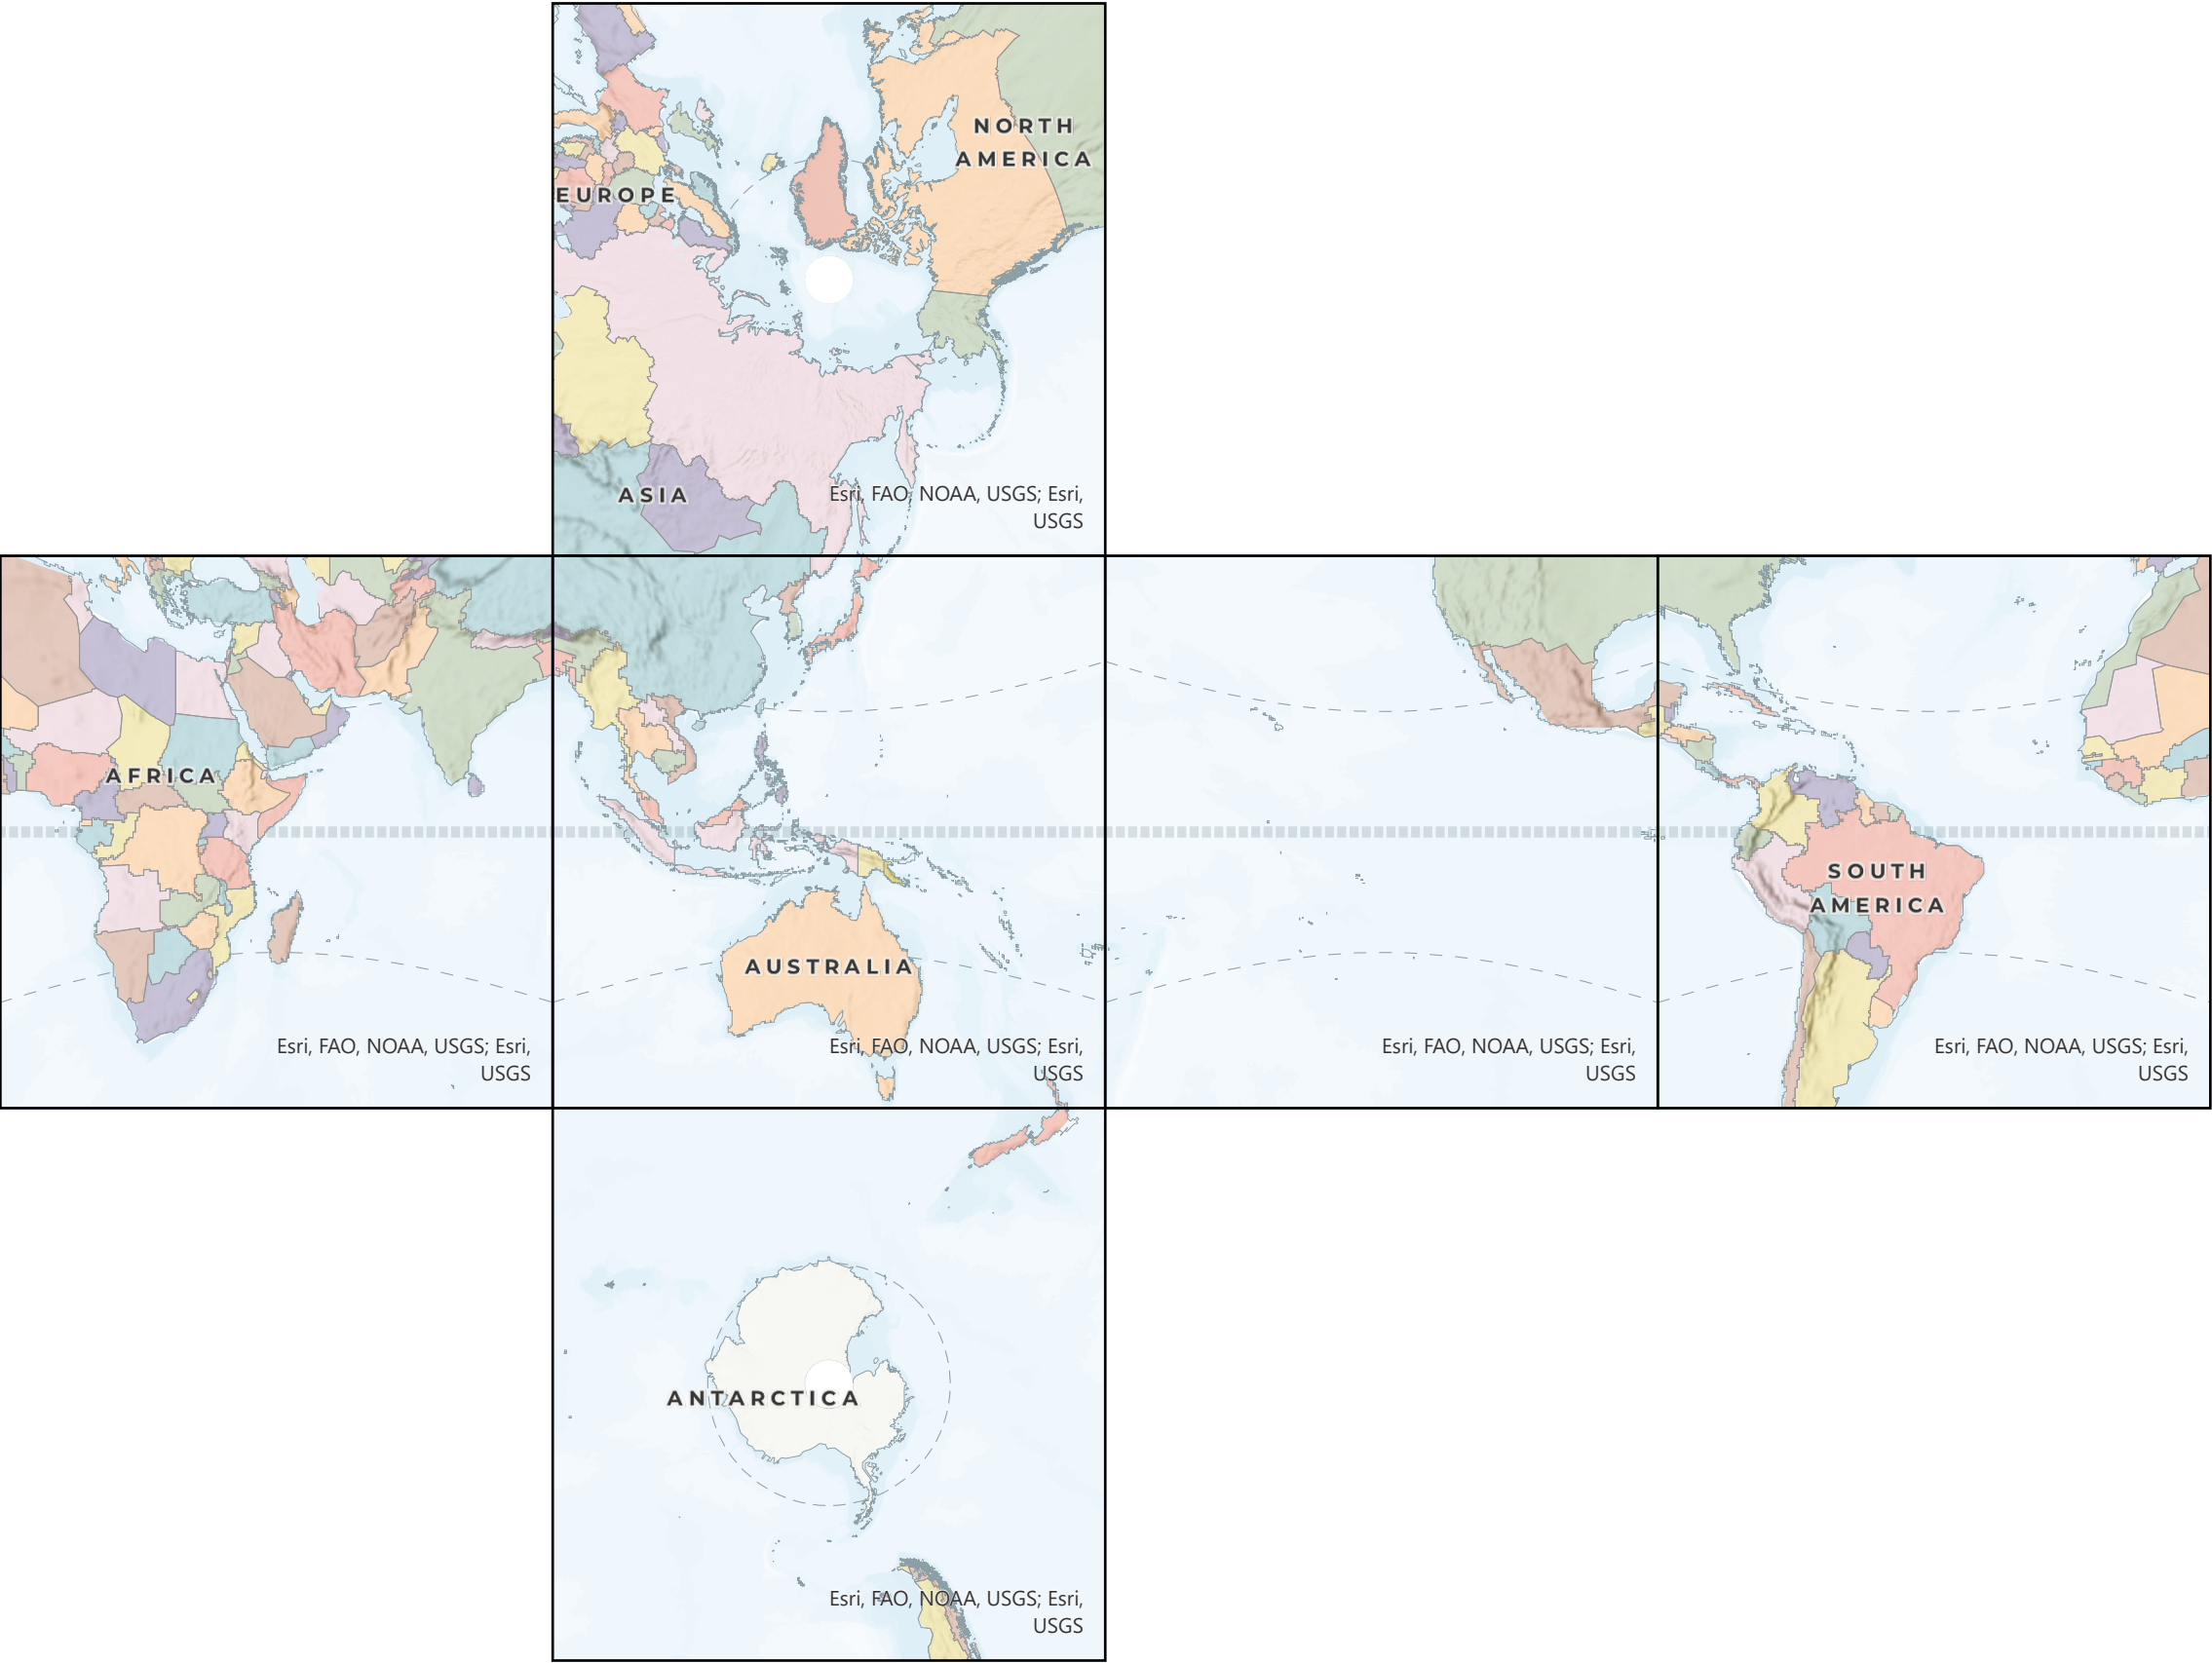 NORTH
AMERICA
EUROPE
ASIA
Esri, FAO, NOAA, USGS; Esri,
USGS
AFRICA
Esri, FAO, NOAA, USGS; Esri,
USGS
AUSTRALIA
Esri, FAO, NOAA, USGS; Esri,
USGS
Esri, FAO, NOAA, USGS; Esri,
USGS
SOUTH
AMERICA
Esri, FAO, NOAA, USGS; Esri,
USGS
ANTARCTICA
Esri, FAO, NOAA, USGS; Esri,
USGS